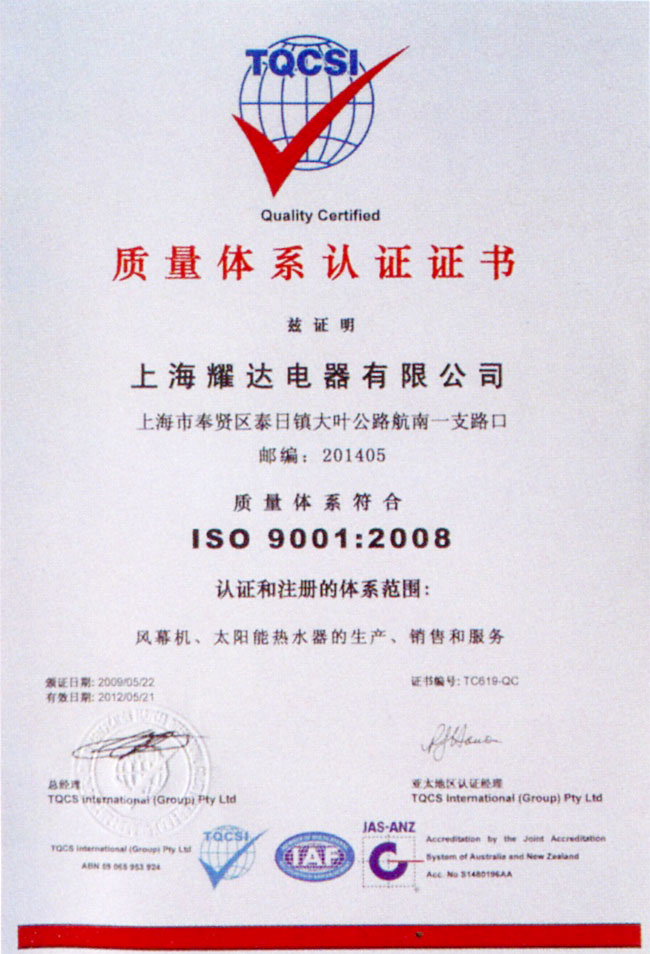 TQCSI
Quality Certified
质量体系认证证书
兹证明
上海耀达电器有限公司
上海市奉贤区泰日镇大叶公路航南一支路口
邮编：201405
质量体系符合
ISO 9001:2008
认证和注册的体系范围：
风幕机、太阳能热水器的生产、销售和服务
颁证日期: 2009/05/22
有效日期: 2012/05/21
证书编号: TC619-QC
总经理
TQCS International (Group) Pty Ltd
亚太地区认证经理
TQCS International (Group) Pty Ltd
TQCS International (Group) Pty Ltd
ABN 59 065 953 924
TQCSI
IAF
JAS-ANZ
Accreditation by the Joint Accreditation
System of Australia and New Zealand
Acc. No S1480196AA